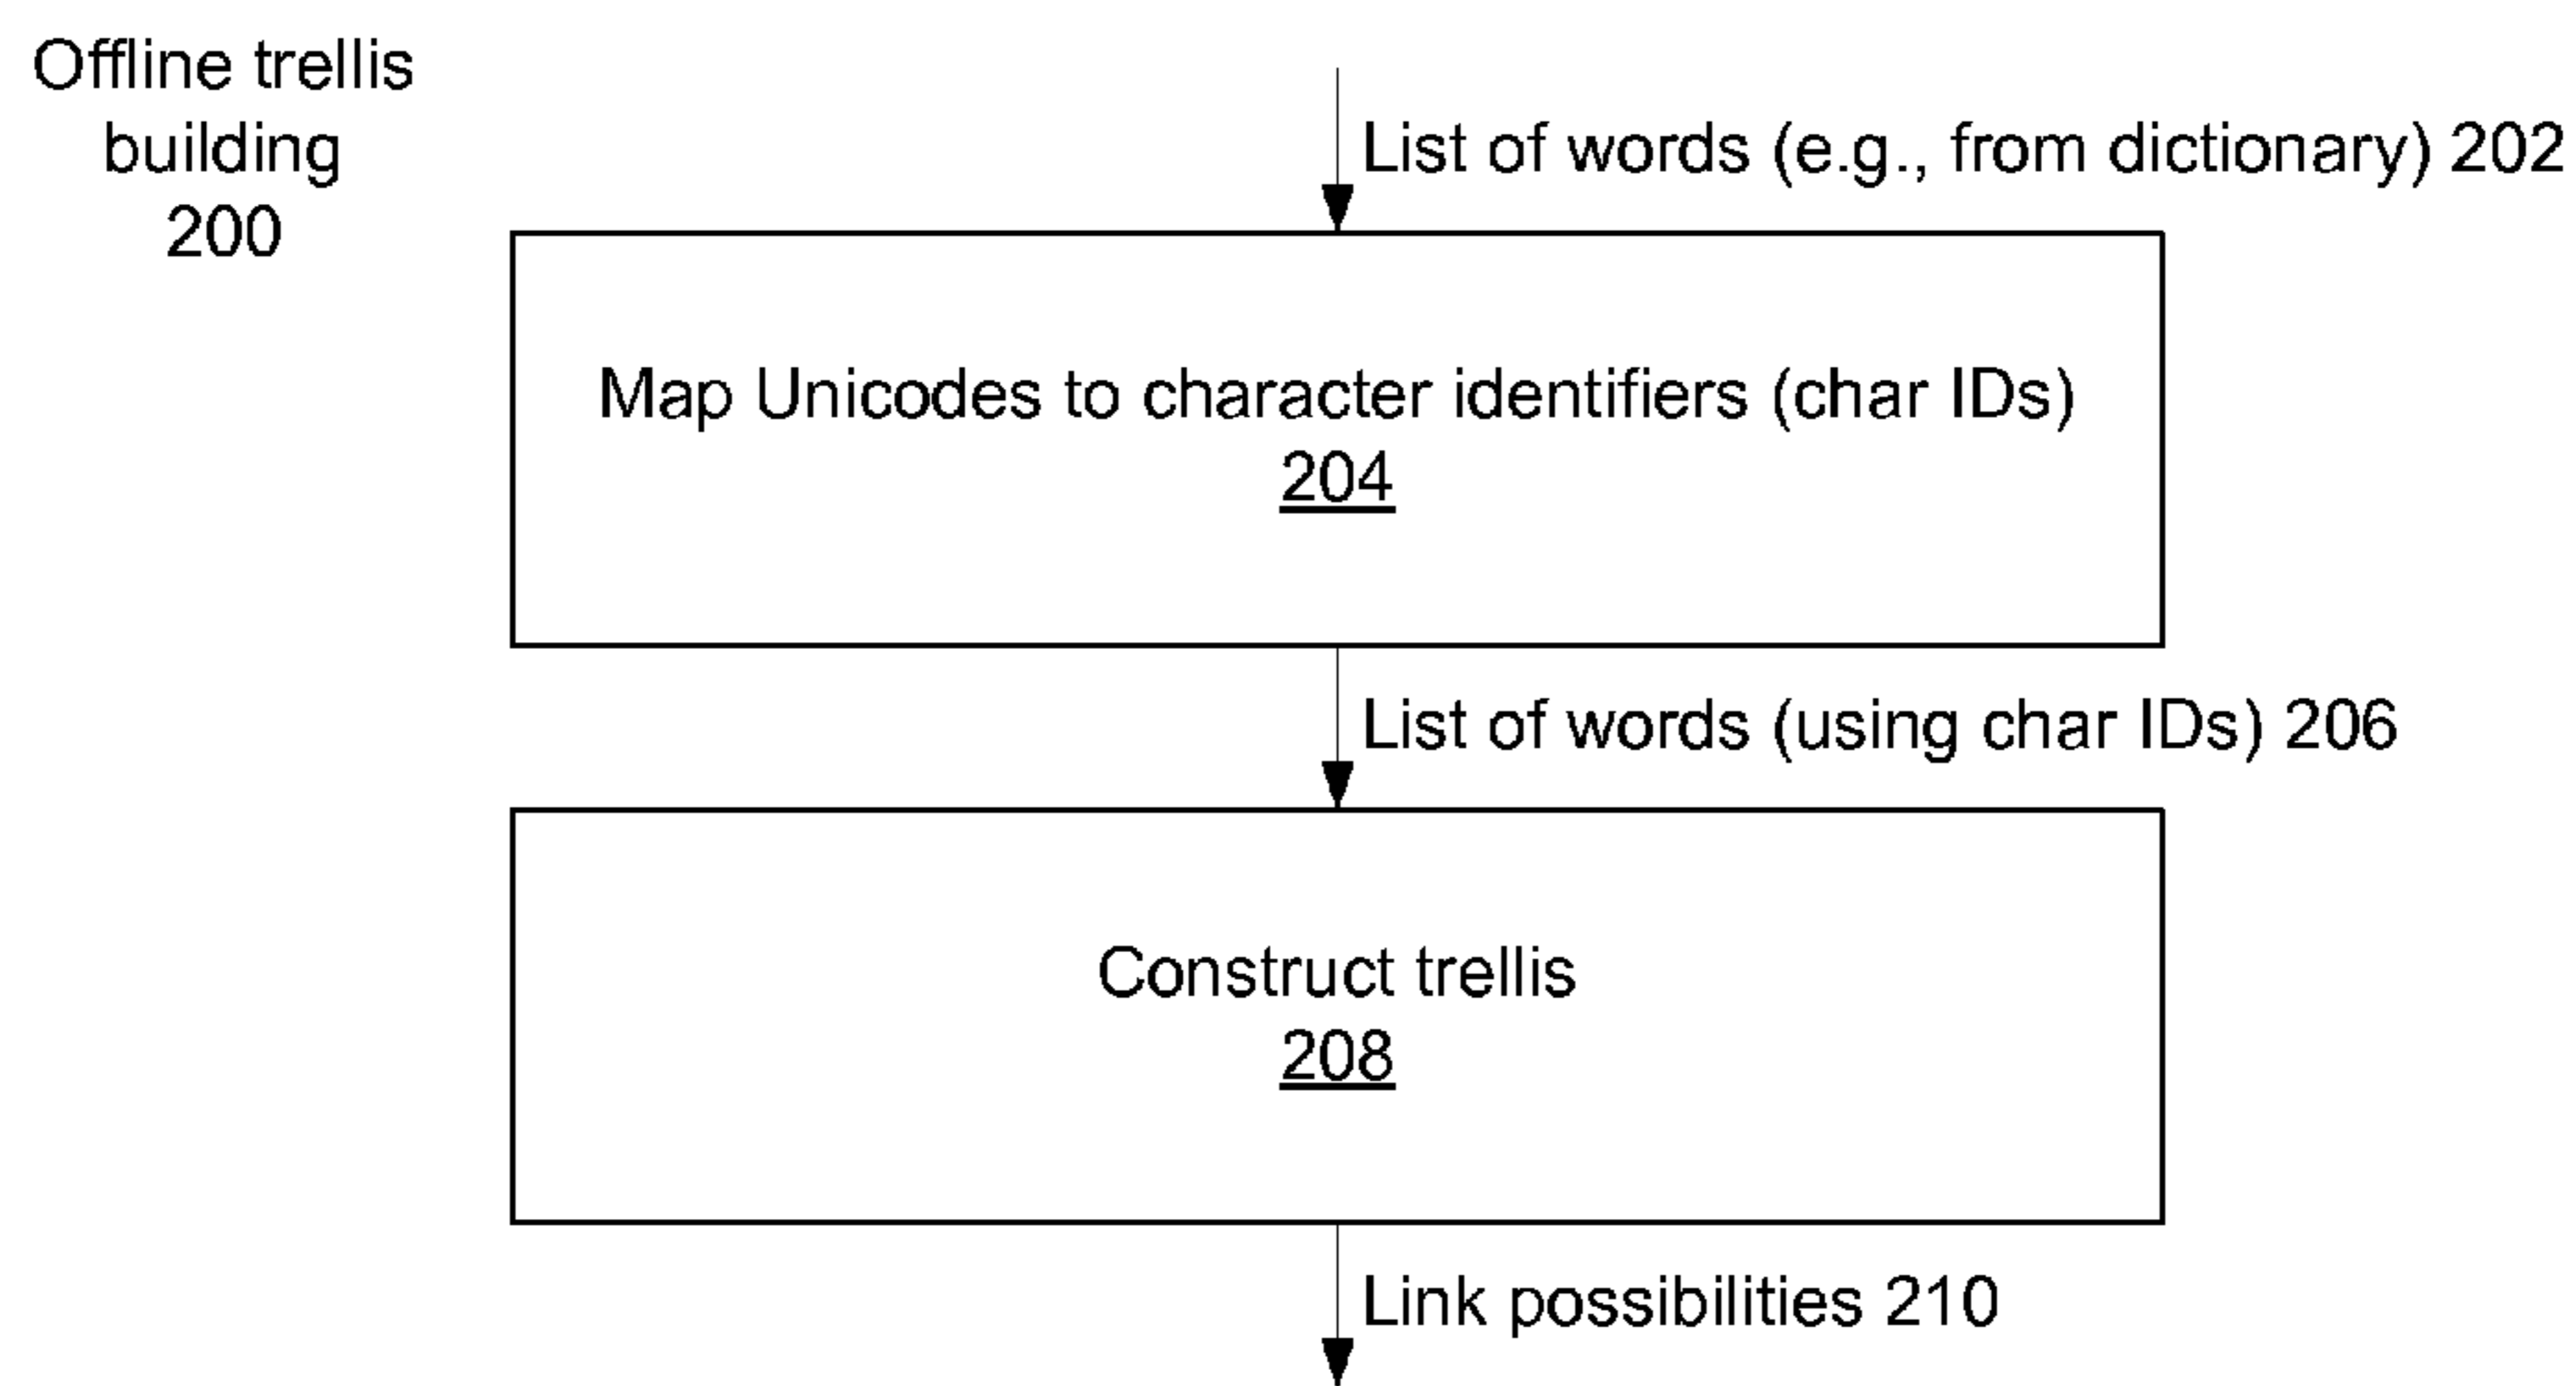 Offline trellis
building
200
List of words (e.g., from dictionary) 202
Map Unicodes to character identifiers (char IDs)
204
List of words (using char IDs) 206
Construct trellis
208
Link possibilities 210